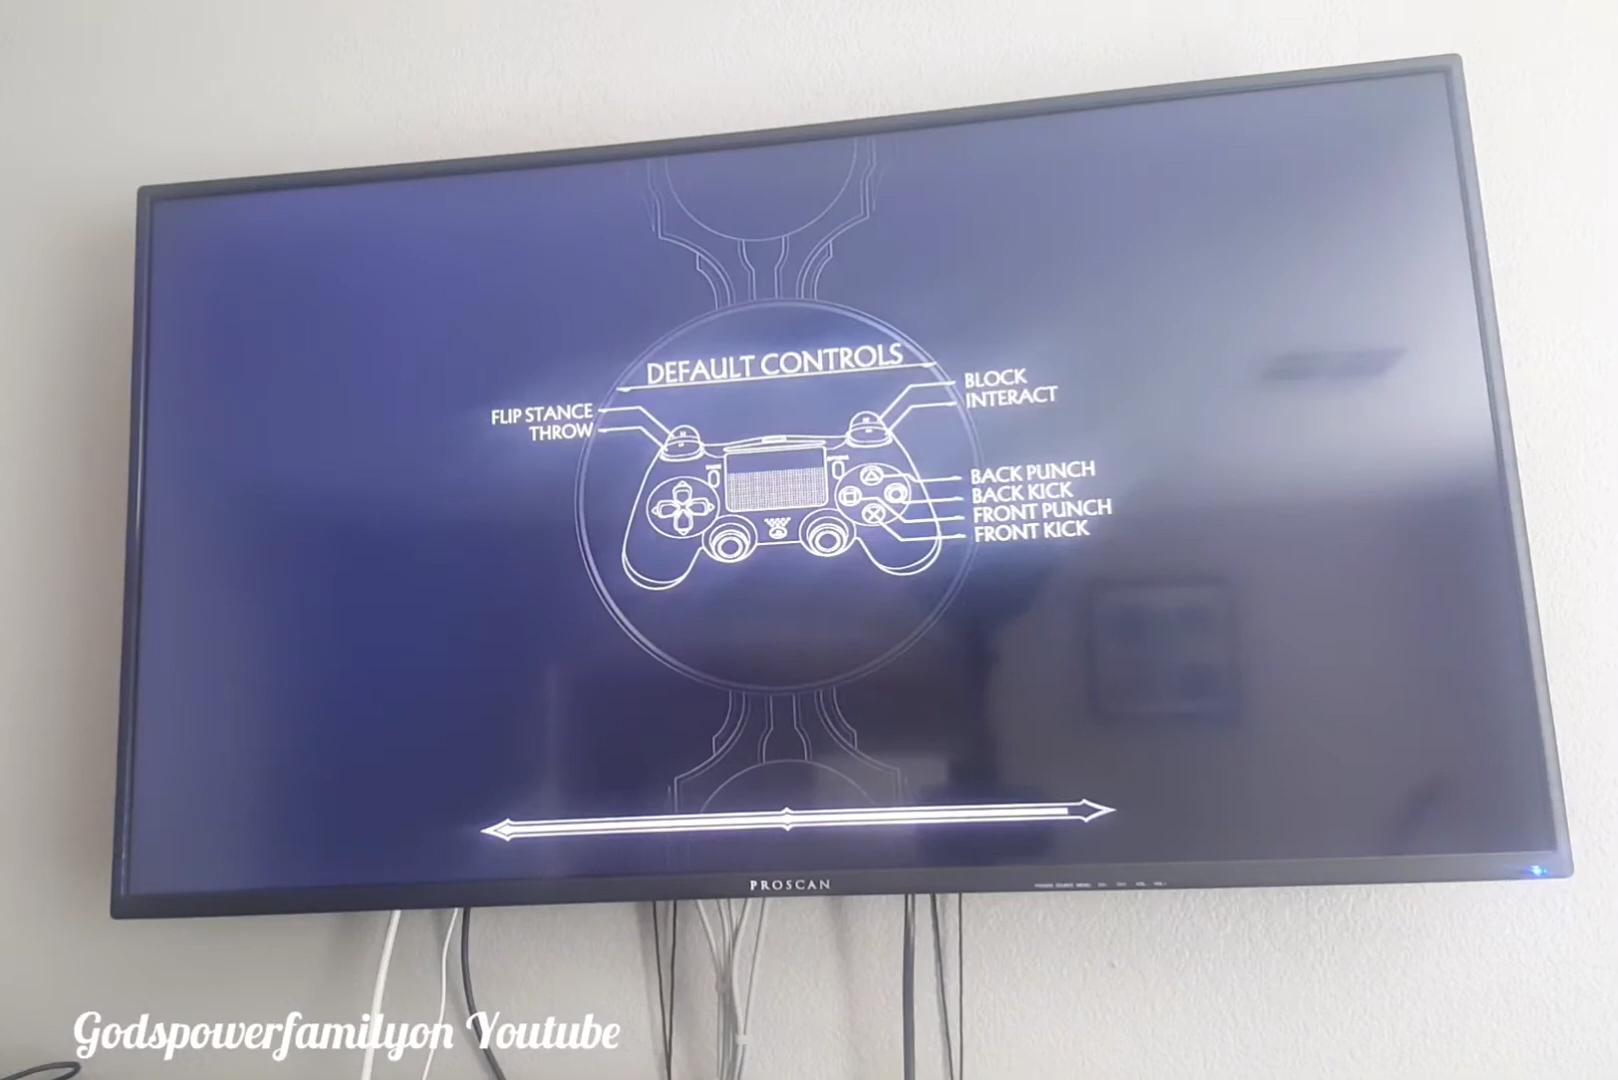 DEFAULT CONTROLS
FLIP STANCE
THROW
BLOCK
INTERACT
BACK PUNCH
BACK KICK
FRONT PUNCH
FRONT KICK
PROSCAN
Godspowerfamilyon Youtube